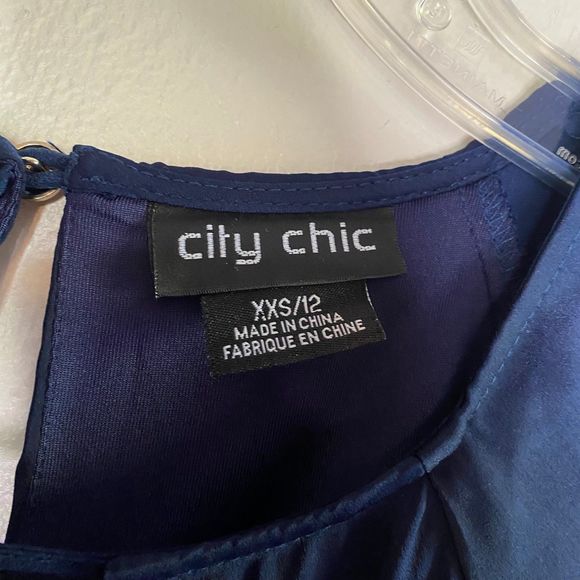 city chic
XXS/12
MADE IN CHINA
FABRIQUE EN CHINE